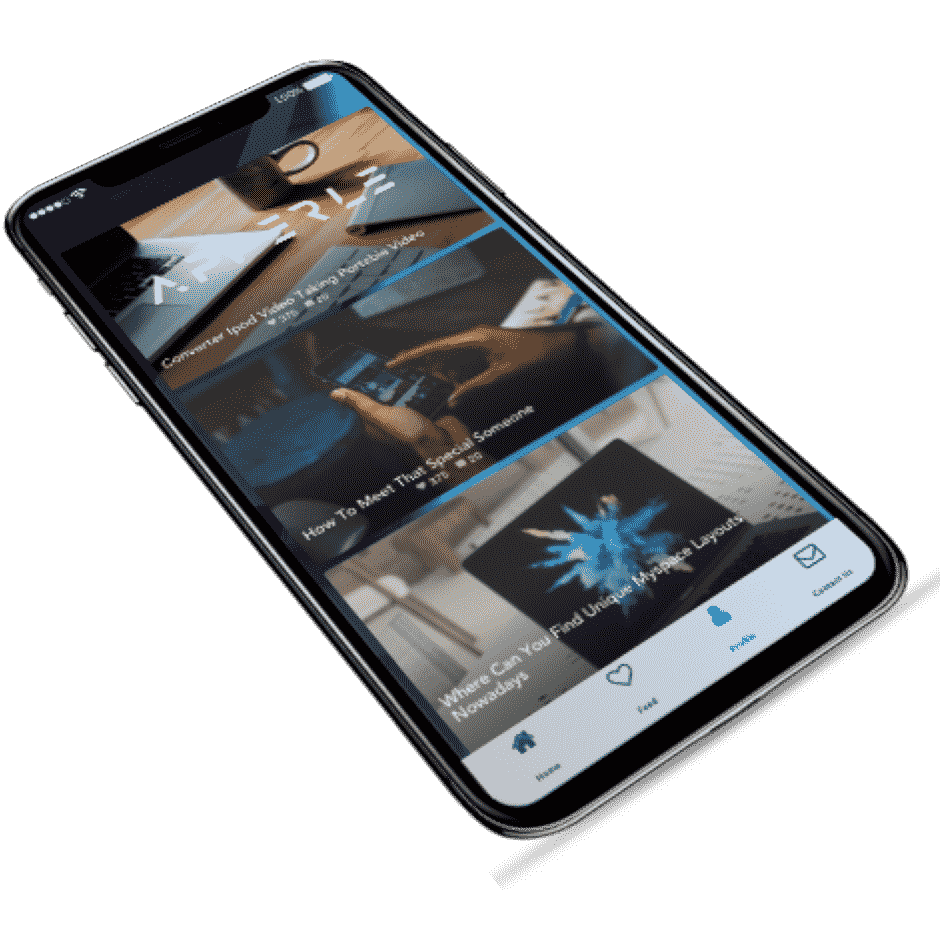 100%
Converter Ipod Video Taking Portable Video
375 20
How To Meet That Special Someone
375 20
Where Can You Find Unique Myspace Layouts
Nowadays
Home
Feed
Profile
Contact Us